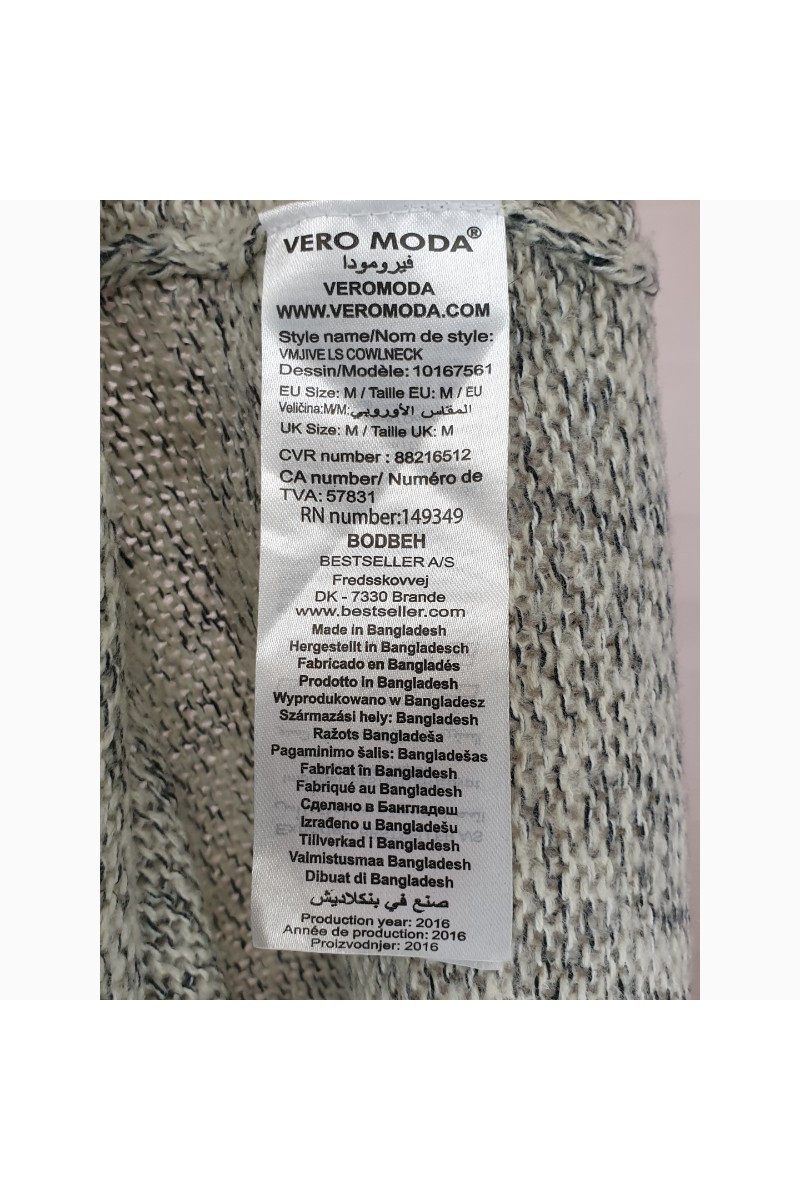 VERO MODA®
فيرومودا
VEROMODA
WWW.VEROMODA.COM
Style name/Nom de style:
VMJIVE LS COWLNECK
Dessin/Modèle: 10167561
EU Size: M / Taille EU: M / EU
Veličina:M/M:المقاس الأوروبي
UK Size: M / Taille UK: M
CVR number : 88216512
CA number/ Numéro de
TVA: 57831
RN number:149349
BODBEH
BESTSELLER A/S
Fredsskovvej
DK - 7330 Brande
www.bestseller.com
Made in Bangladesh
Hergestellt in Bangladesch
Fabricado en Bangladés
Prodotto in Bangladesh
Wyprodukowano w Bangladesz
Származási hely: Bangladesh
Ražots Bangladeša
Pagaminimo šalis: Bangladešas
Fabricat în Bangladesh
Fabriqué au Bangladesh
Сделано в Бангладеш
Izrađeno u Bangladešu
Tillverkad i Bangladesh
Valmistusmaa Bangladesh
Dibuat di Bangladesh
صنع في بنكلاديش
Production year: 2016
Année de production: 2016
Proizvodnjer: 2016